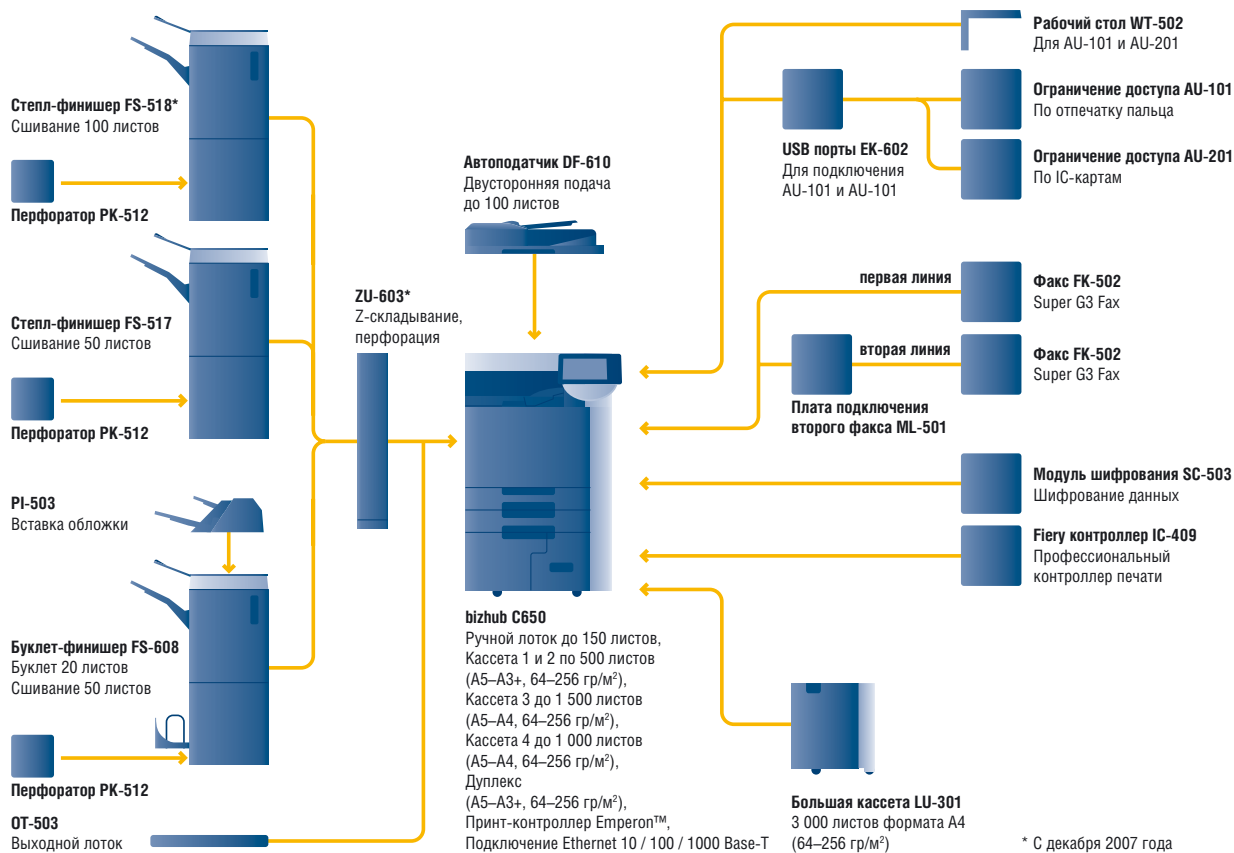 Степл-финишер FS-518*
Сшивание 100 листов
Перфоратор PK-512
Степл-финишер FS-517
Сшивание 50 листов
Перфоратор PK-512
PI-503
Вставка обложки
Буклет-финишер FS-608
Буклет 20 листов
Сшивание 50 листов
Перфоратор PK-512
OT-503
Выходной лоток
ZU-603*
Z-складывание,
перфорация
Автоподатчик DF-610
Двусторонняя подача
до 100 листов
bizhub C650
Ручной лоток до 150 листов,
Кассета 1 и 2 по 500 листов
(A5–A3+, 64–256 гр/м²),
Кассета 3 до 1 500 листов
(A5–A4, 64–256 гр/м²),
Кассета 4 до 1 000 листов
(A5–A4, 64–256 гр/м²),
Дуплекс
(A5–A3+, 64–256 гр/м²),
Принт-контроллер Emperon™,
Подключение Ethernet 10 / 100 / 1000 Base-T
Рабочий стол WT-502
Для AU-101 и AU-201
USB порты EK-602
Для подключения
AU-101 и AU-101
Ограничение доступа AU-101
По отпечатку пальца
Ограничение доступа AU-201
По IC-картам
первая линия
Факс FK-502
Super G3 Fax
вторая линия
Факс FK-502
Super G3 Fax
Плата подключения
второго факса ML-501
Модуль шифрования SC-503
Шифрование данных
Fiery контроллер IC-409
Профессиональный
контроллер печати
Большая кассета LU-301
3 000 листов формата A4
(64–256 гр/м²)
* С декабря 2007 года